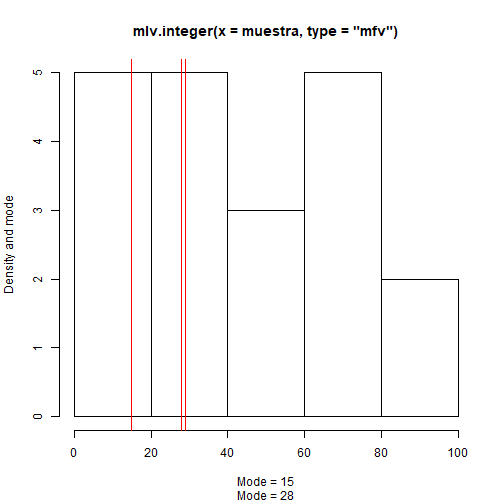 mlv.integer(x = muestra, type = "mfv")
Density and mode
5
4
3
2
1
0
0 20 40 60 80 100
Mode = 15
Mode = 28